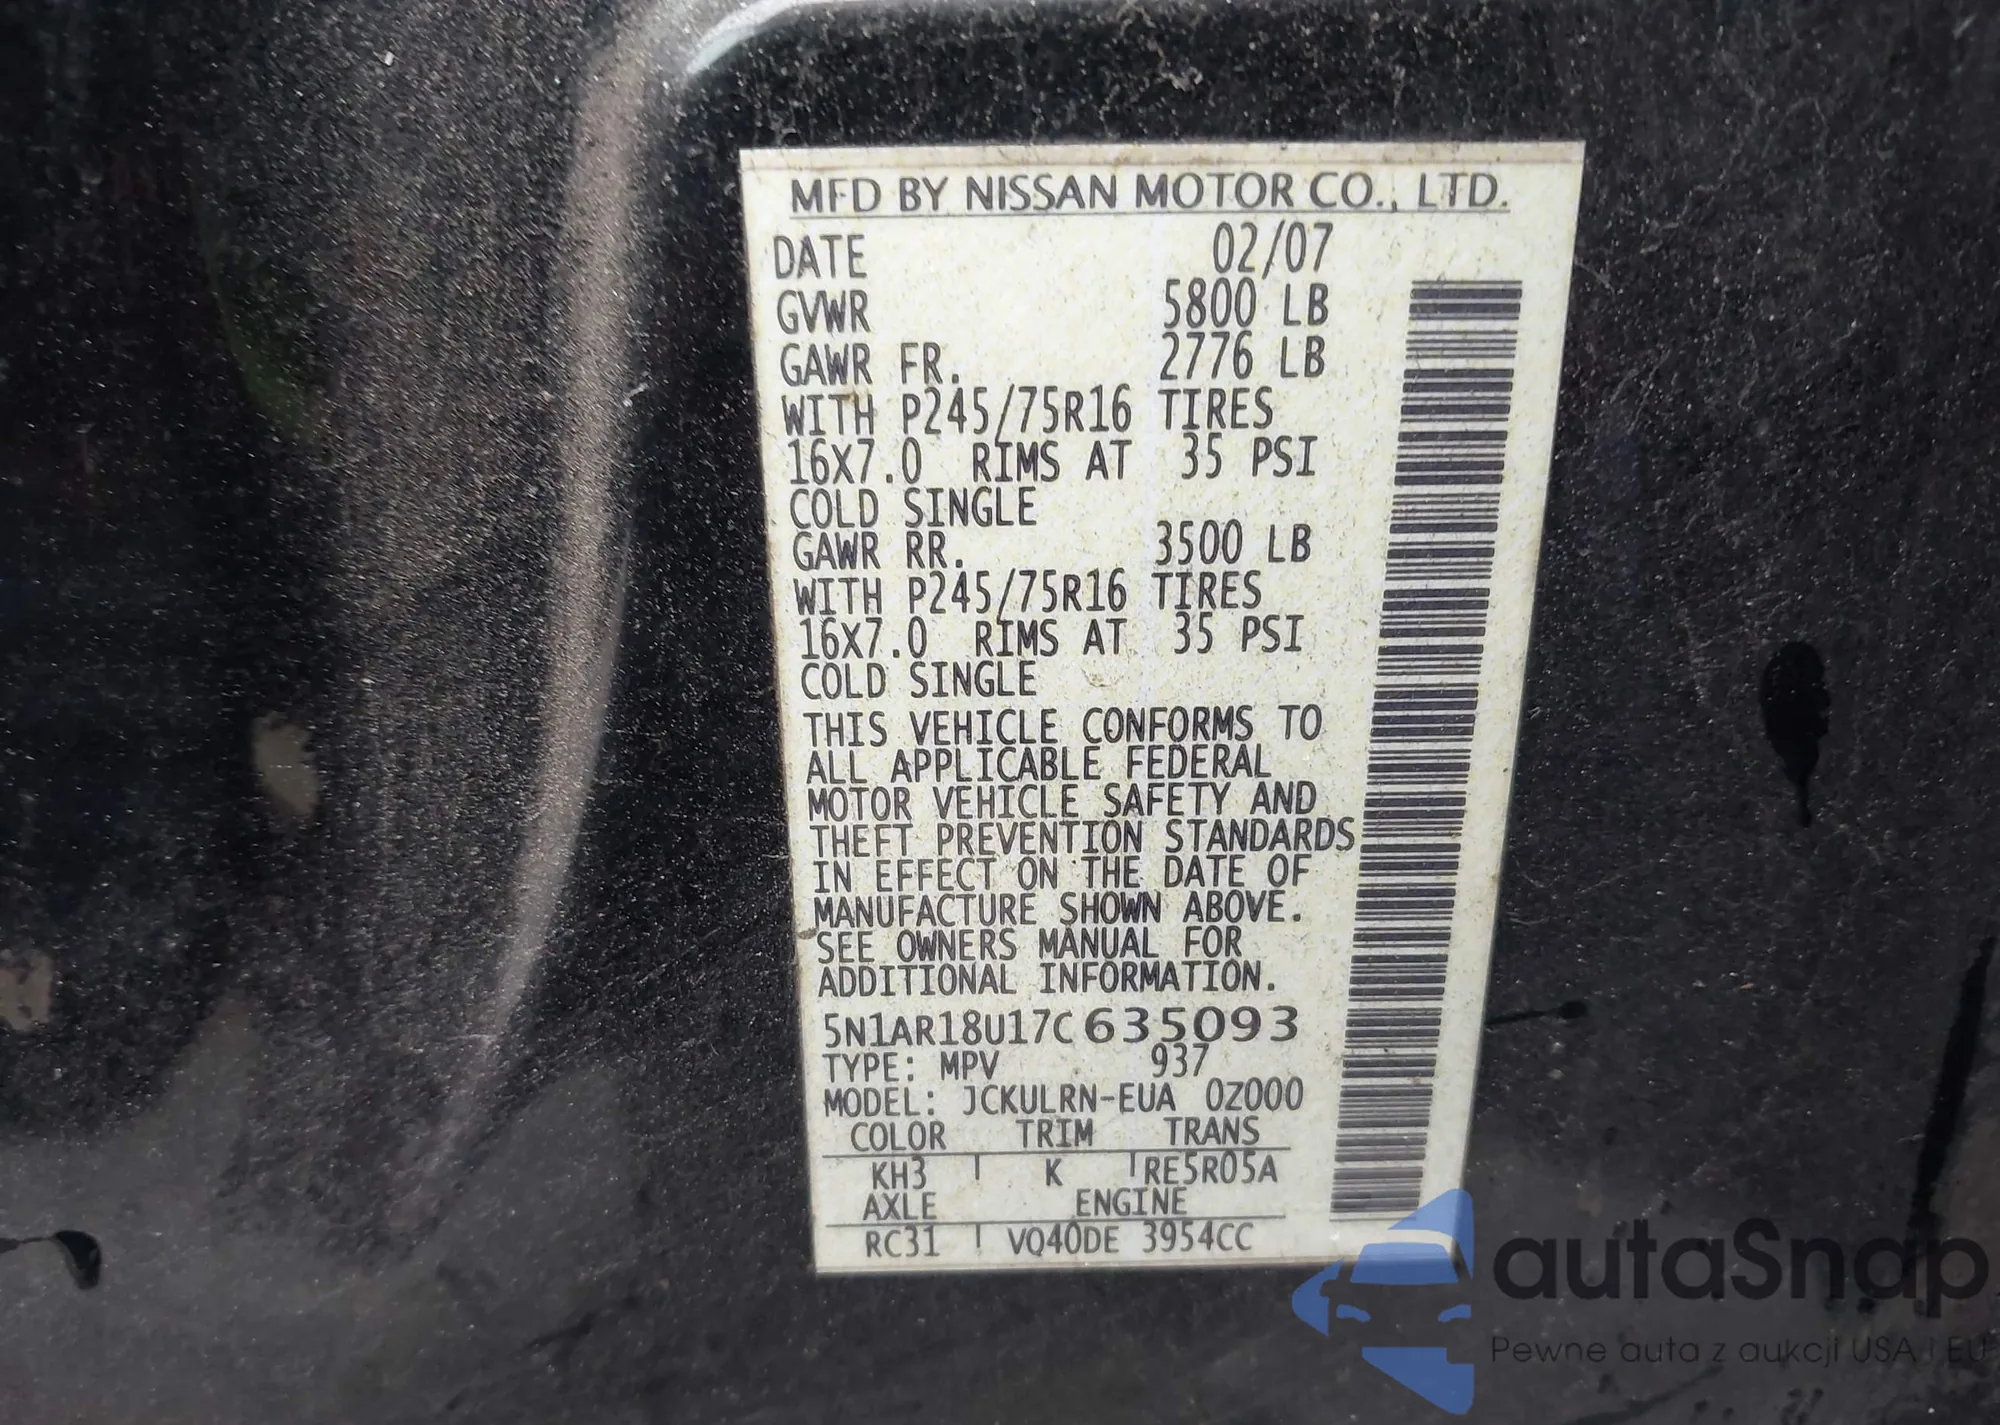 MFD BY NISSAN MOTOR CO., LTD.
DATE 02/07
GVWR 5800 LB
GAWR FR. 2776 LB
WITH P245/75R16 TIRES
16X7.0 RIMS AT 35 PSI
COLD SINGLE
GAWR RR. 3500 LB
WITH P245/75R16 TIRES
16X7.0 RIMS AT 35 PSI
COLD SINGLE
THIS VEHICLE CONFORMS TO
ALL APPLICABLE FEDERAL
MOTOR VEHICLE SAFETY AND
THEFT PREVENTION STANDARDS
IN EFFECT ON THE DATE OF
MANUFACTURE SHOWN ABOVE.
SEE OWNERS MANUAL FOR
ADDITIONAL INFORMATION.
5N1AR18U17C635093
TYPE: MPV 937
MODEL: JCKULRN-EUA 0Z000
COLOR TRIM TRANS
KH3 K RE5R05A
AXLE ENGINE
RC31 VQ40DE 3954CC
autaSnap
Pewne auta z aukcji USA i EU